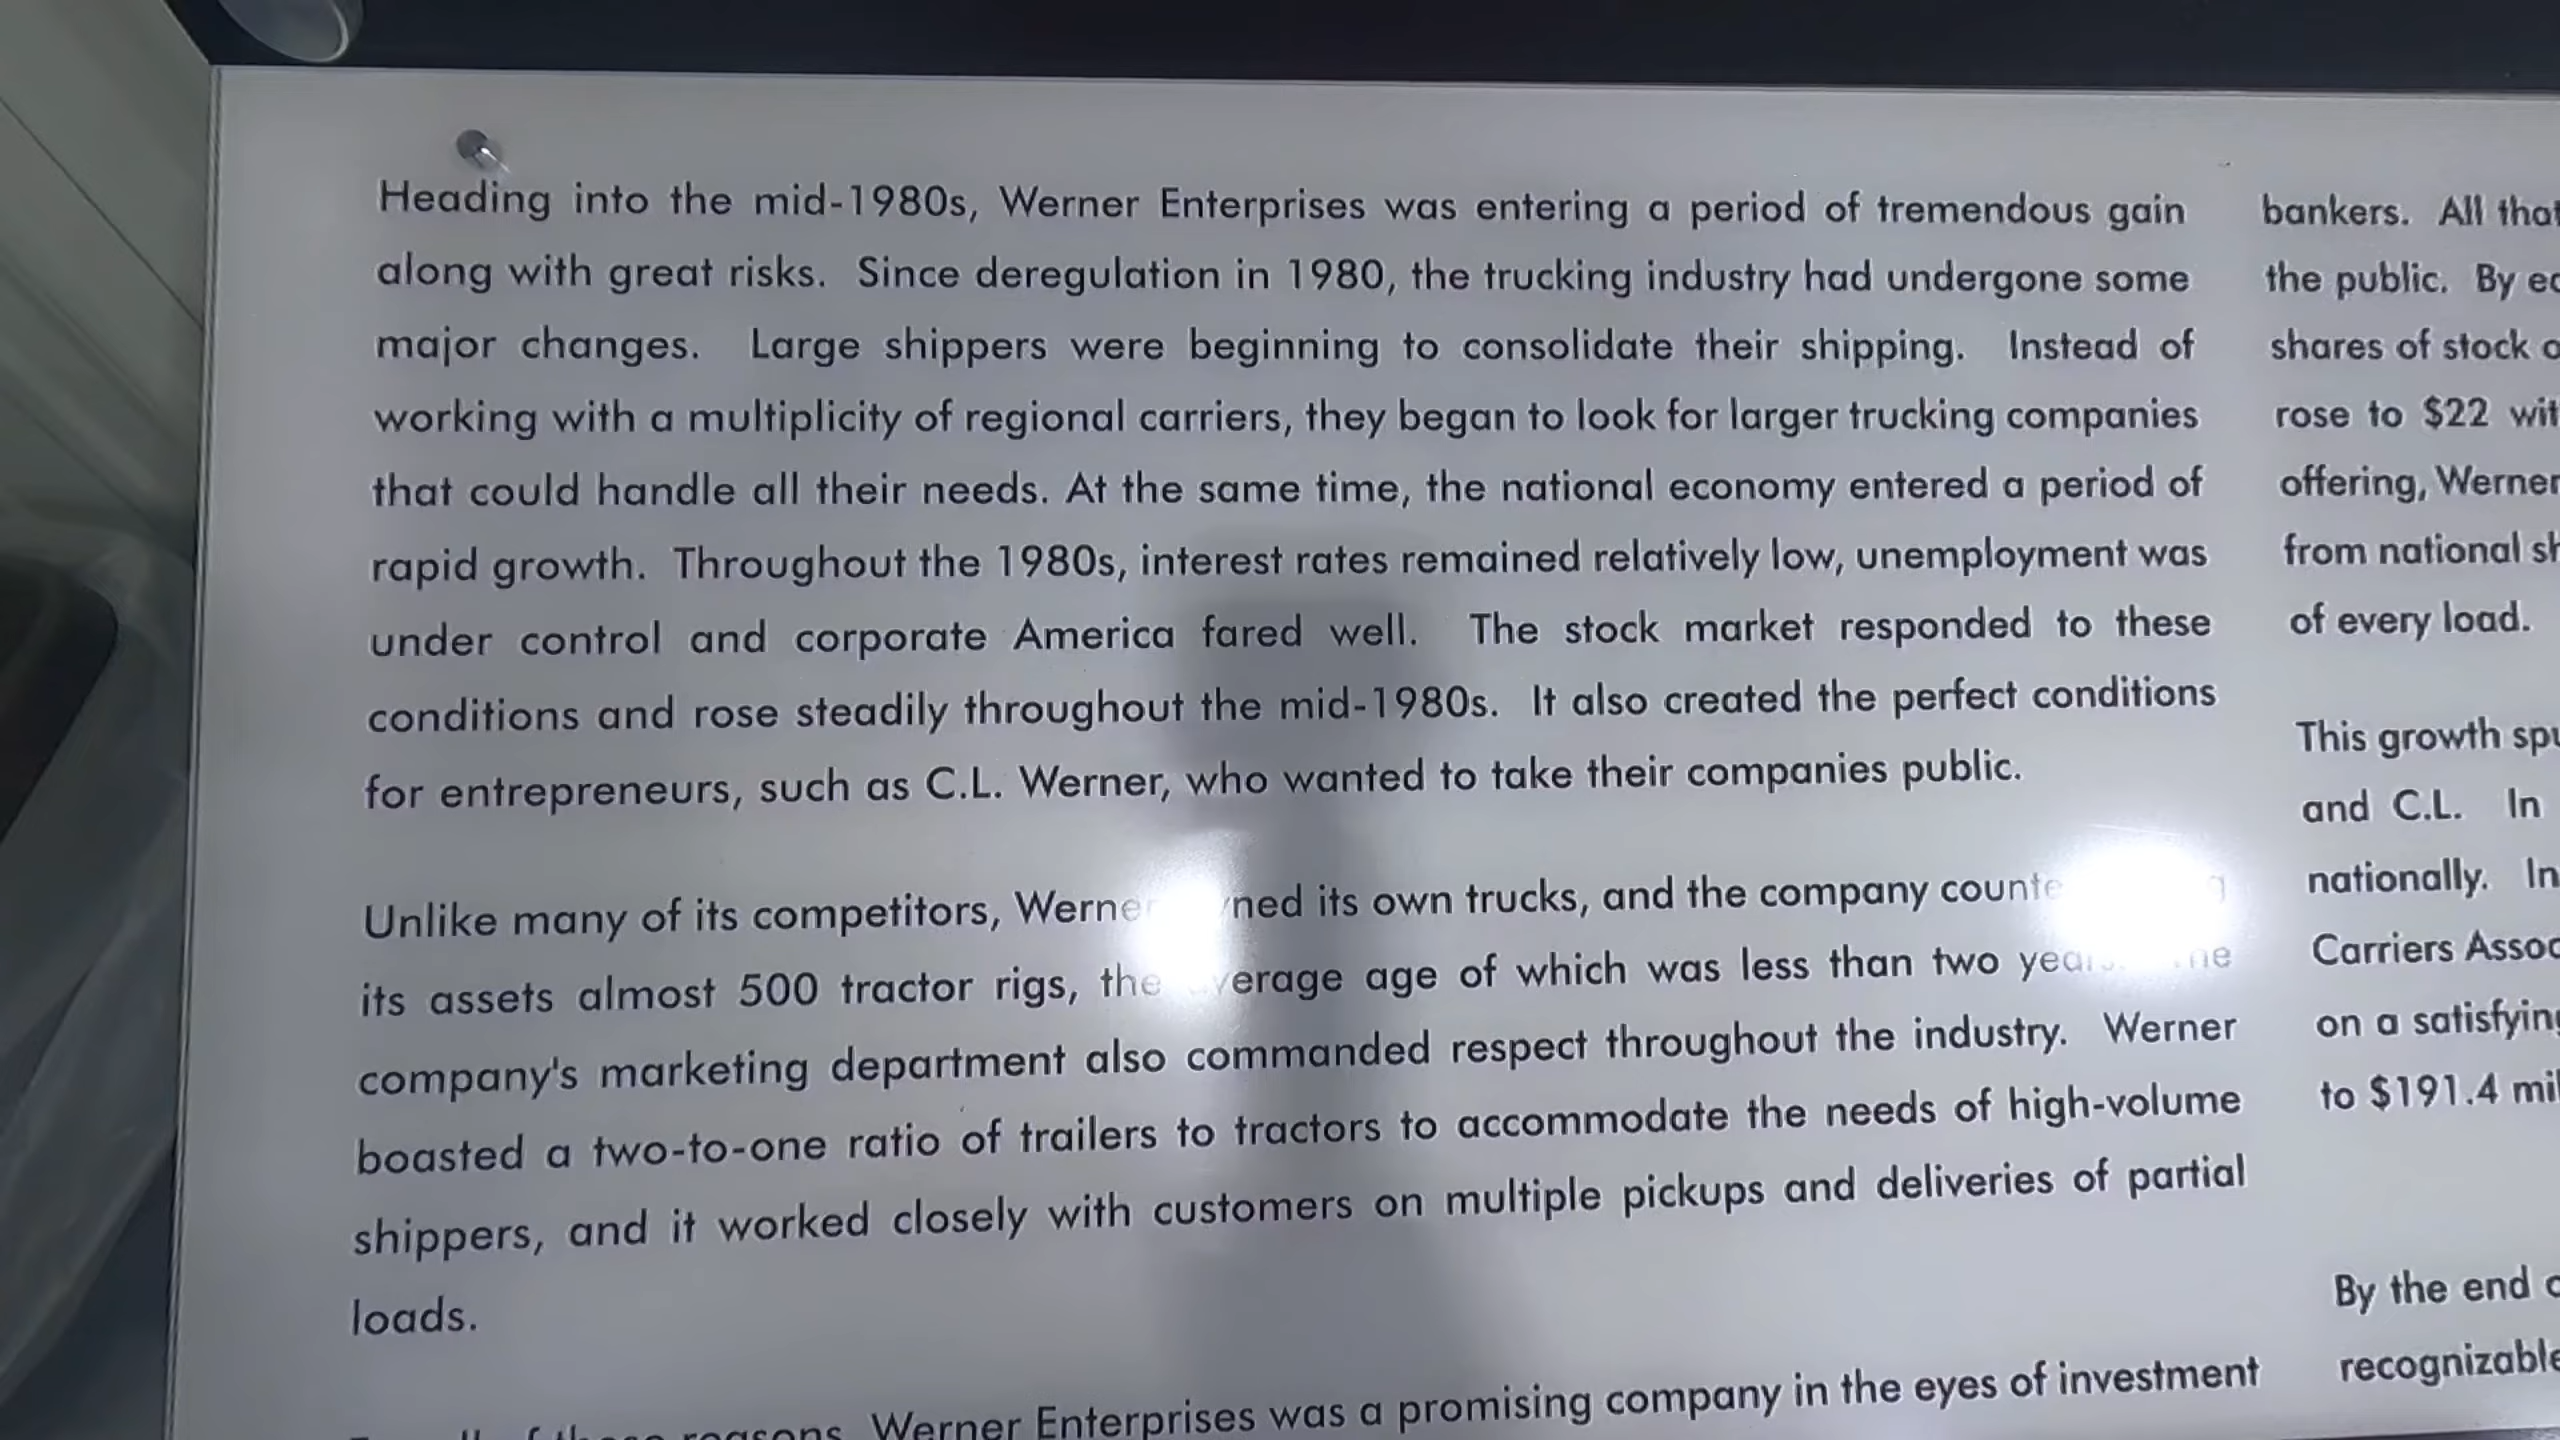 Heading into the mid-1980s, Werner Enterprises was entering a period of tremendous gain
along with great risks. Since deregulation in 1980, the trucking industry had undergone some
major changes. Large shippers were beginning to consolidate their shipping. Instead of
working with a multiplicity of regional carriers, they began to look for larger trucking companies
that could handle all their needs. At the same time, the national economy entered a period of
rapid growth. Throughout the 1980s, interest rates remained relatively low, unemployment was
under control and corporate America fared well. The stock market responded to these
conditions and rose steadily throughout the mid-1980s. It also created the perfect conditions
for entrepreneurs, such as C.L. Werner, who wanted to take their companies public.
Unlike many of its competitors, its own trucks, and the company
its assets almost 500 tractor rigs, the age of which was less than two
company's marketing department also commanded respect throughout the industry. Werner
boasted a two-to-one ratio of trailers to tractors to accommodate the needs of high-volume
shippers, and it worked closely with customers on multiple pickups and deliveries of partial
loads.
reasons, Werner Enterprises was a promising company in the eyes of investment
bankers. All
the public. By
shares of stock
rose to $22
offering, Werner
from national
of every load.
This growth
and C.L. In
nationally. In
Carriers
on a
to $191.4
By the end